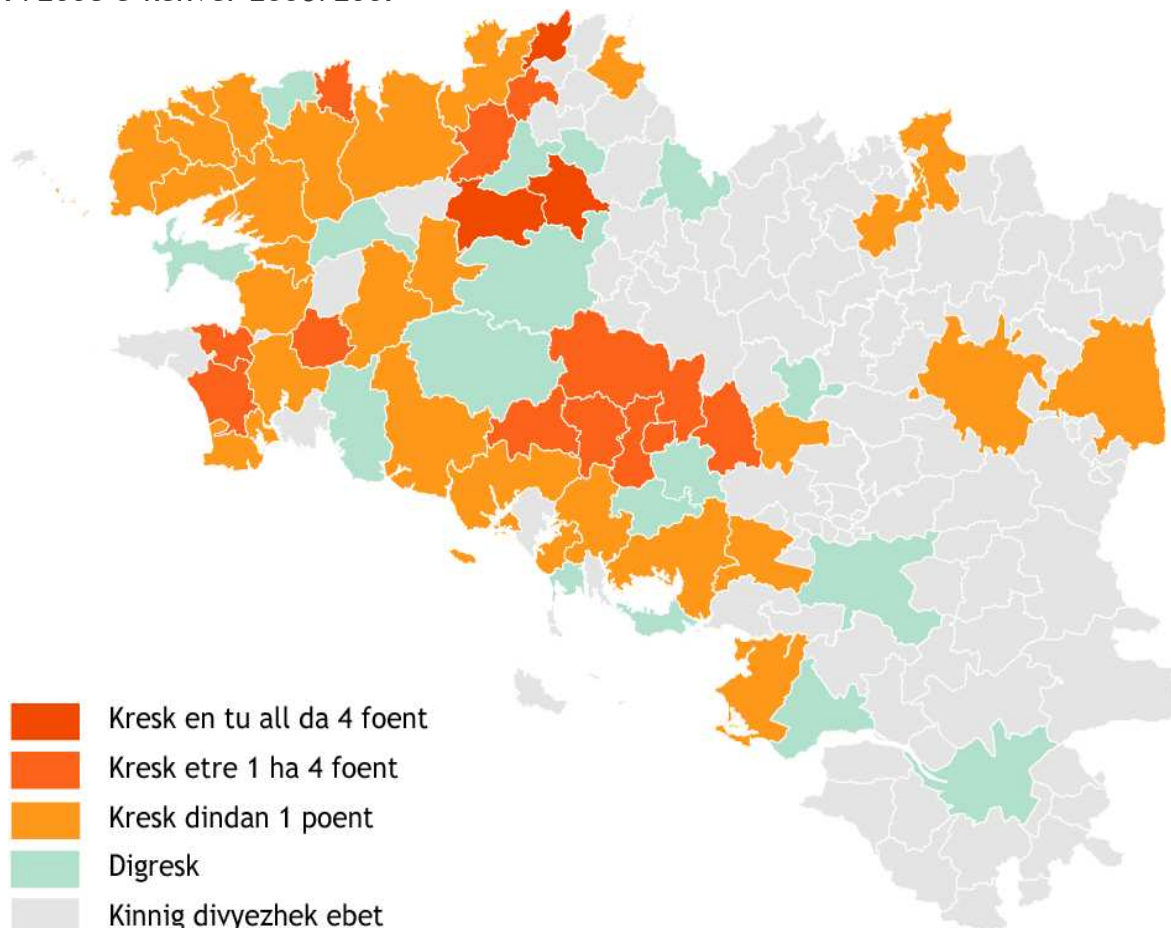 Kresk en tu all da 4 foent
Kresk etre 1 ha 4 foent
Kresk dindan 1 poent
Digresk
Kinnig divyezhek ebet